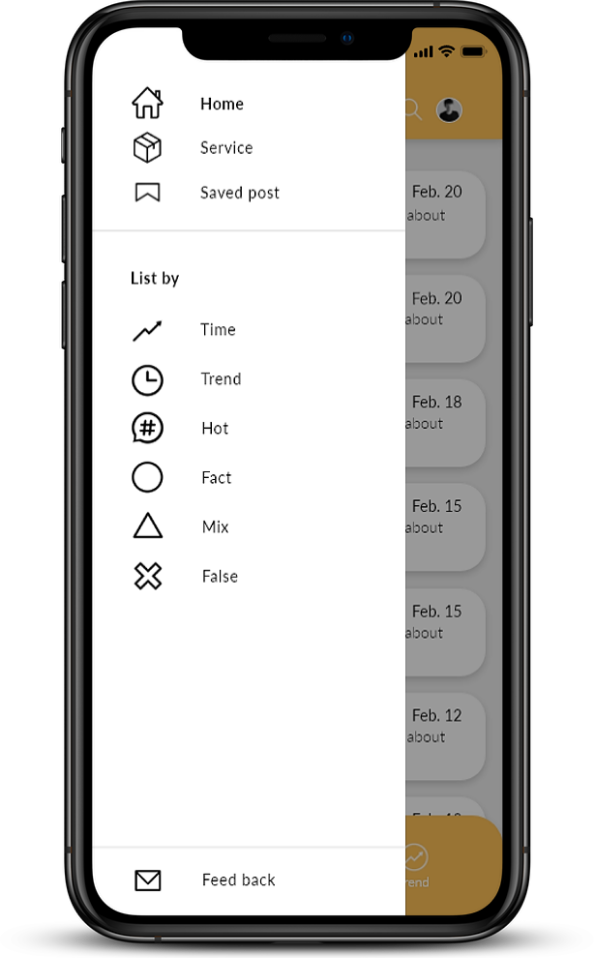 Home
Service
Saved post
List by
Time
Trend
Hot
Fact
Mix
False
Feed back
Feb. 20
about
Feb. 20
about
Feb. 18
about
Feb. 15
about
Feb. 15
about
Feb. 12
about
rend